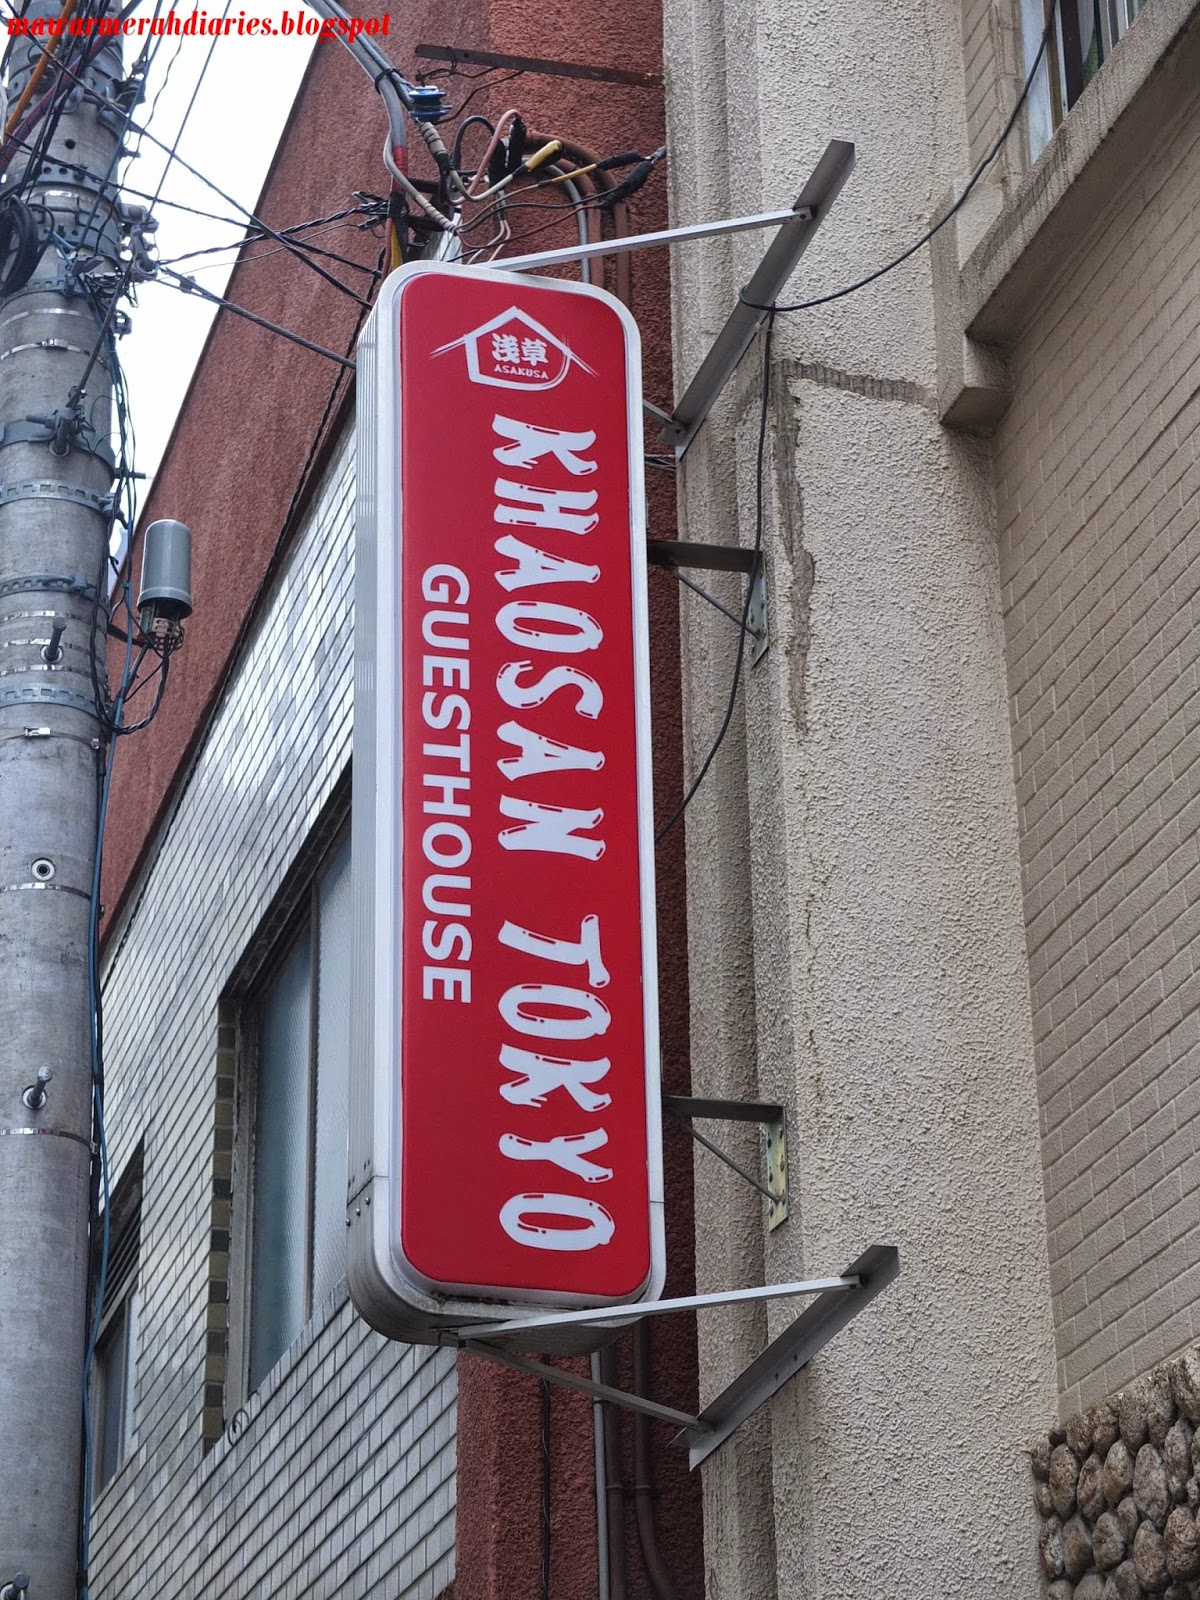 mawarmerahdiaries.blogspot
浅草
ASAKUSA
KHAOSAN TOKYO
GUESTHOUSE